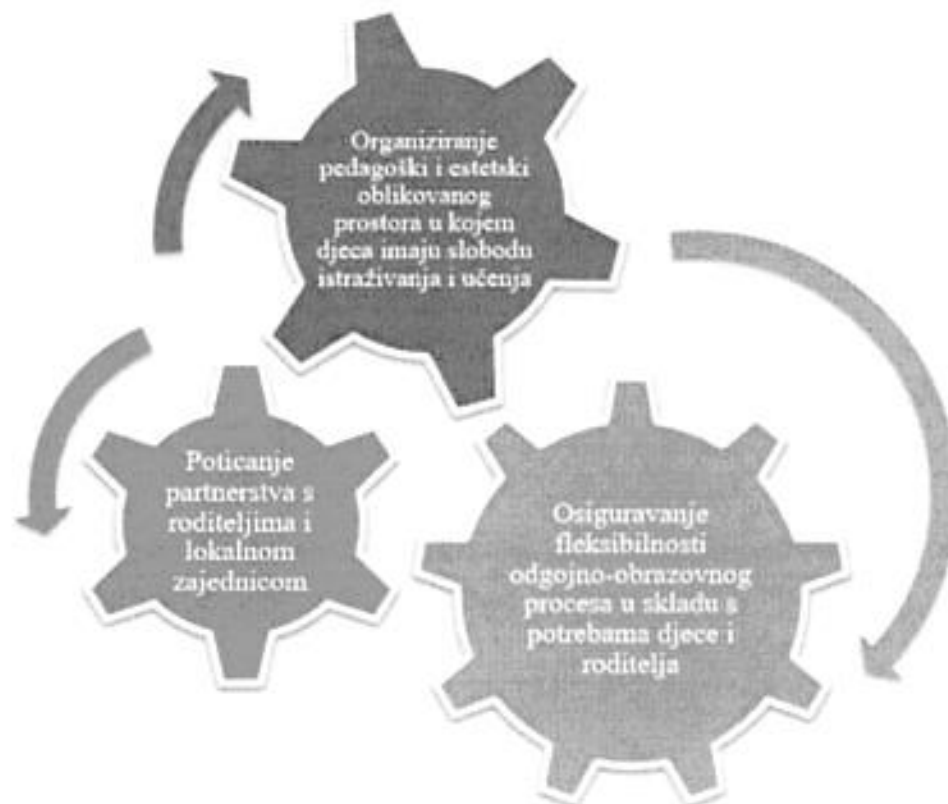 Organiziranje
pedagoški i estetski
oblikovanog
prostora u kojem
djeca imaju slobodu
istraživanja i učenja
Poticanje
partnerstva s
roditeljima i
lokalnom
zajednicom
Osiguravanje
fleksibilnosti
odgojno-obrazovnog
procesa u skladu s
potrebama djece i
roditelja